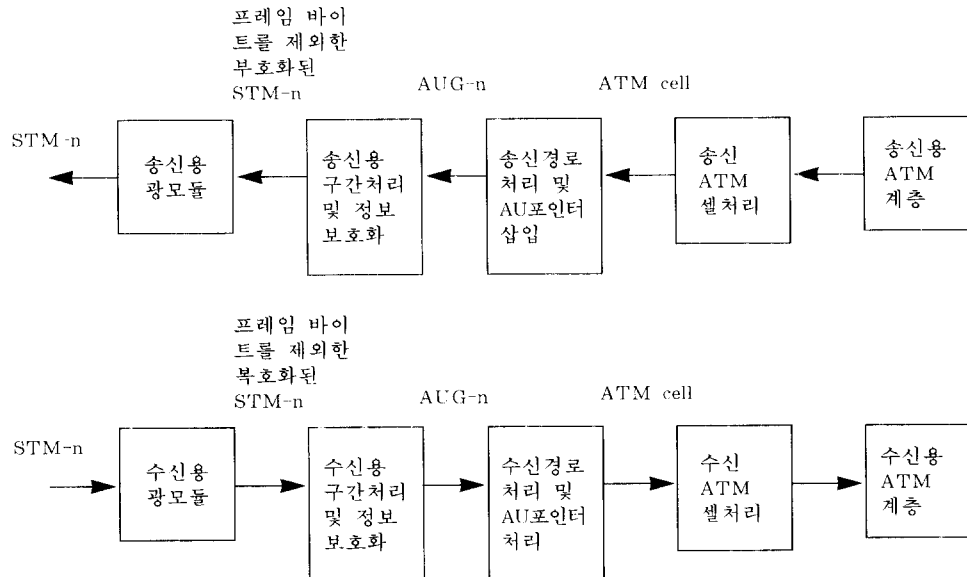 프레임 바이
트롤 제외한
부호화된
STM-n
AUG-n
ATM cell
STM-n
송신용
광모듈
송신용
구간처리
및 정보
보호화
송신경로
처리 및
AU포인터
삽입
송신
ATM
셀처리
송신용
ATM
계층
프레임 바이
트를 제외한
복호화된
STM-n
AUG-n
ATM cell
STM-n
수신용
광모듈
수신용
구간처리
및 정보
보호화
수신경로
처리 및
AU포인터
처리
수신
ATM
셀처리
수신용
ATM
계층